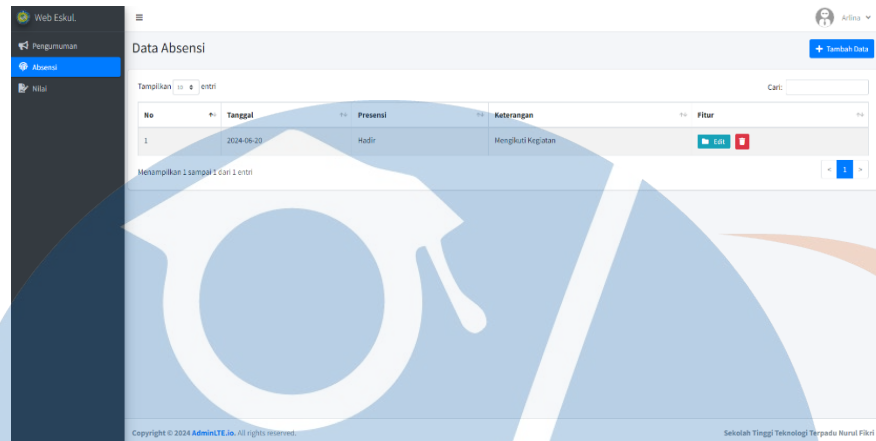 Web Eskul.
Arlina
Pengumuman
Absensi
Nilai
Data Absensi
+ Tambah Data
Tampilkan 10 entri
Cari:
No Tanggal Presensi Keterangan Fitur
1 2024-06-20 Hadir Mengikuti Kegiatan Edit
Menampilkan 1 sampai 1 dari 1 entri
< 1 >
Copyright © 2024 AdminLTE.io. All rights reserved.
Sekolah Tinggi Teknologi Terpadu Nurul Fikri